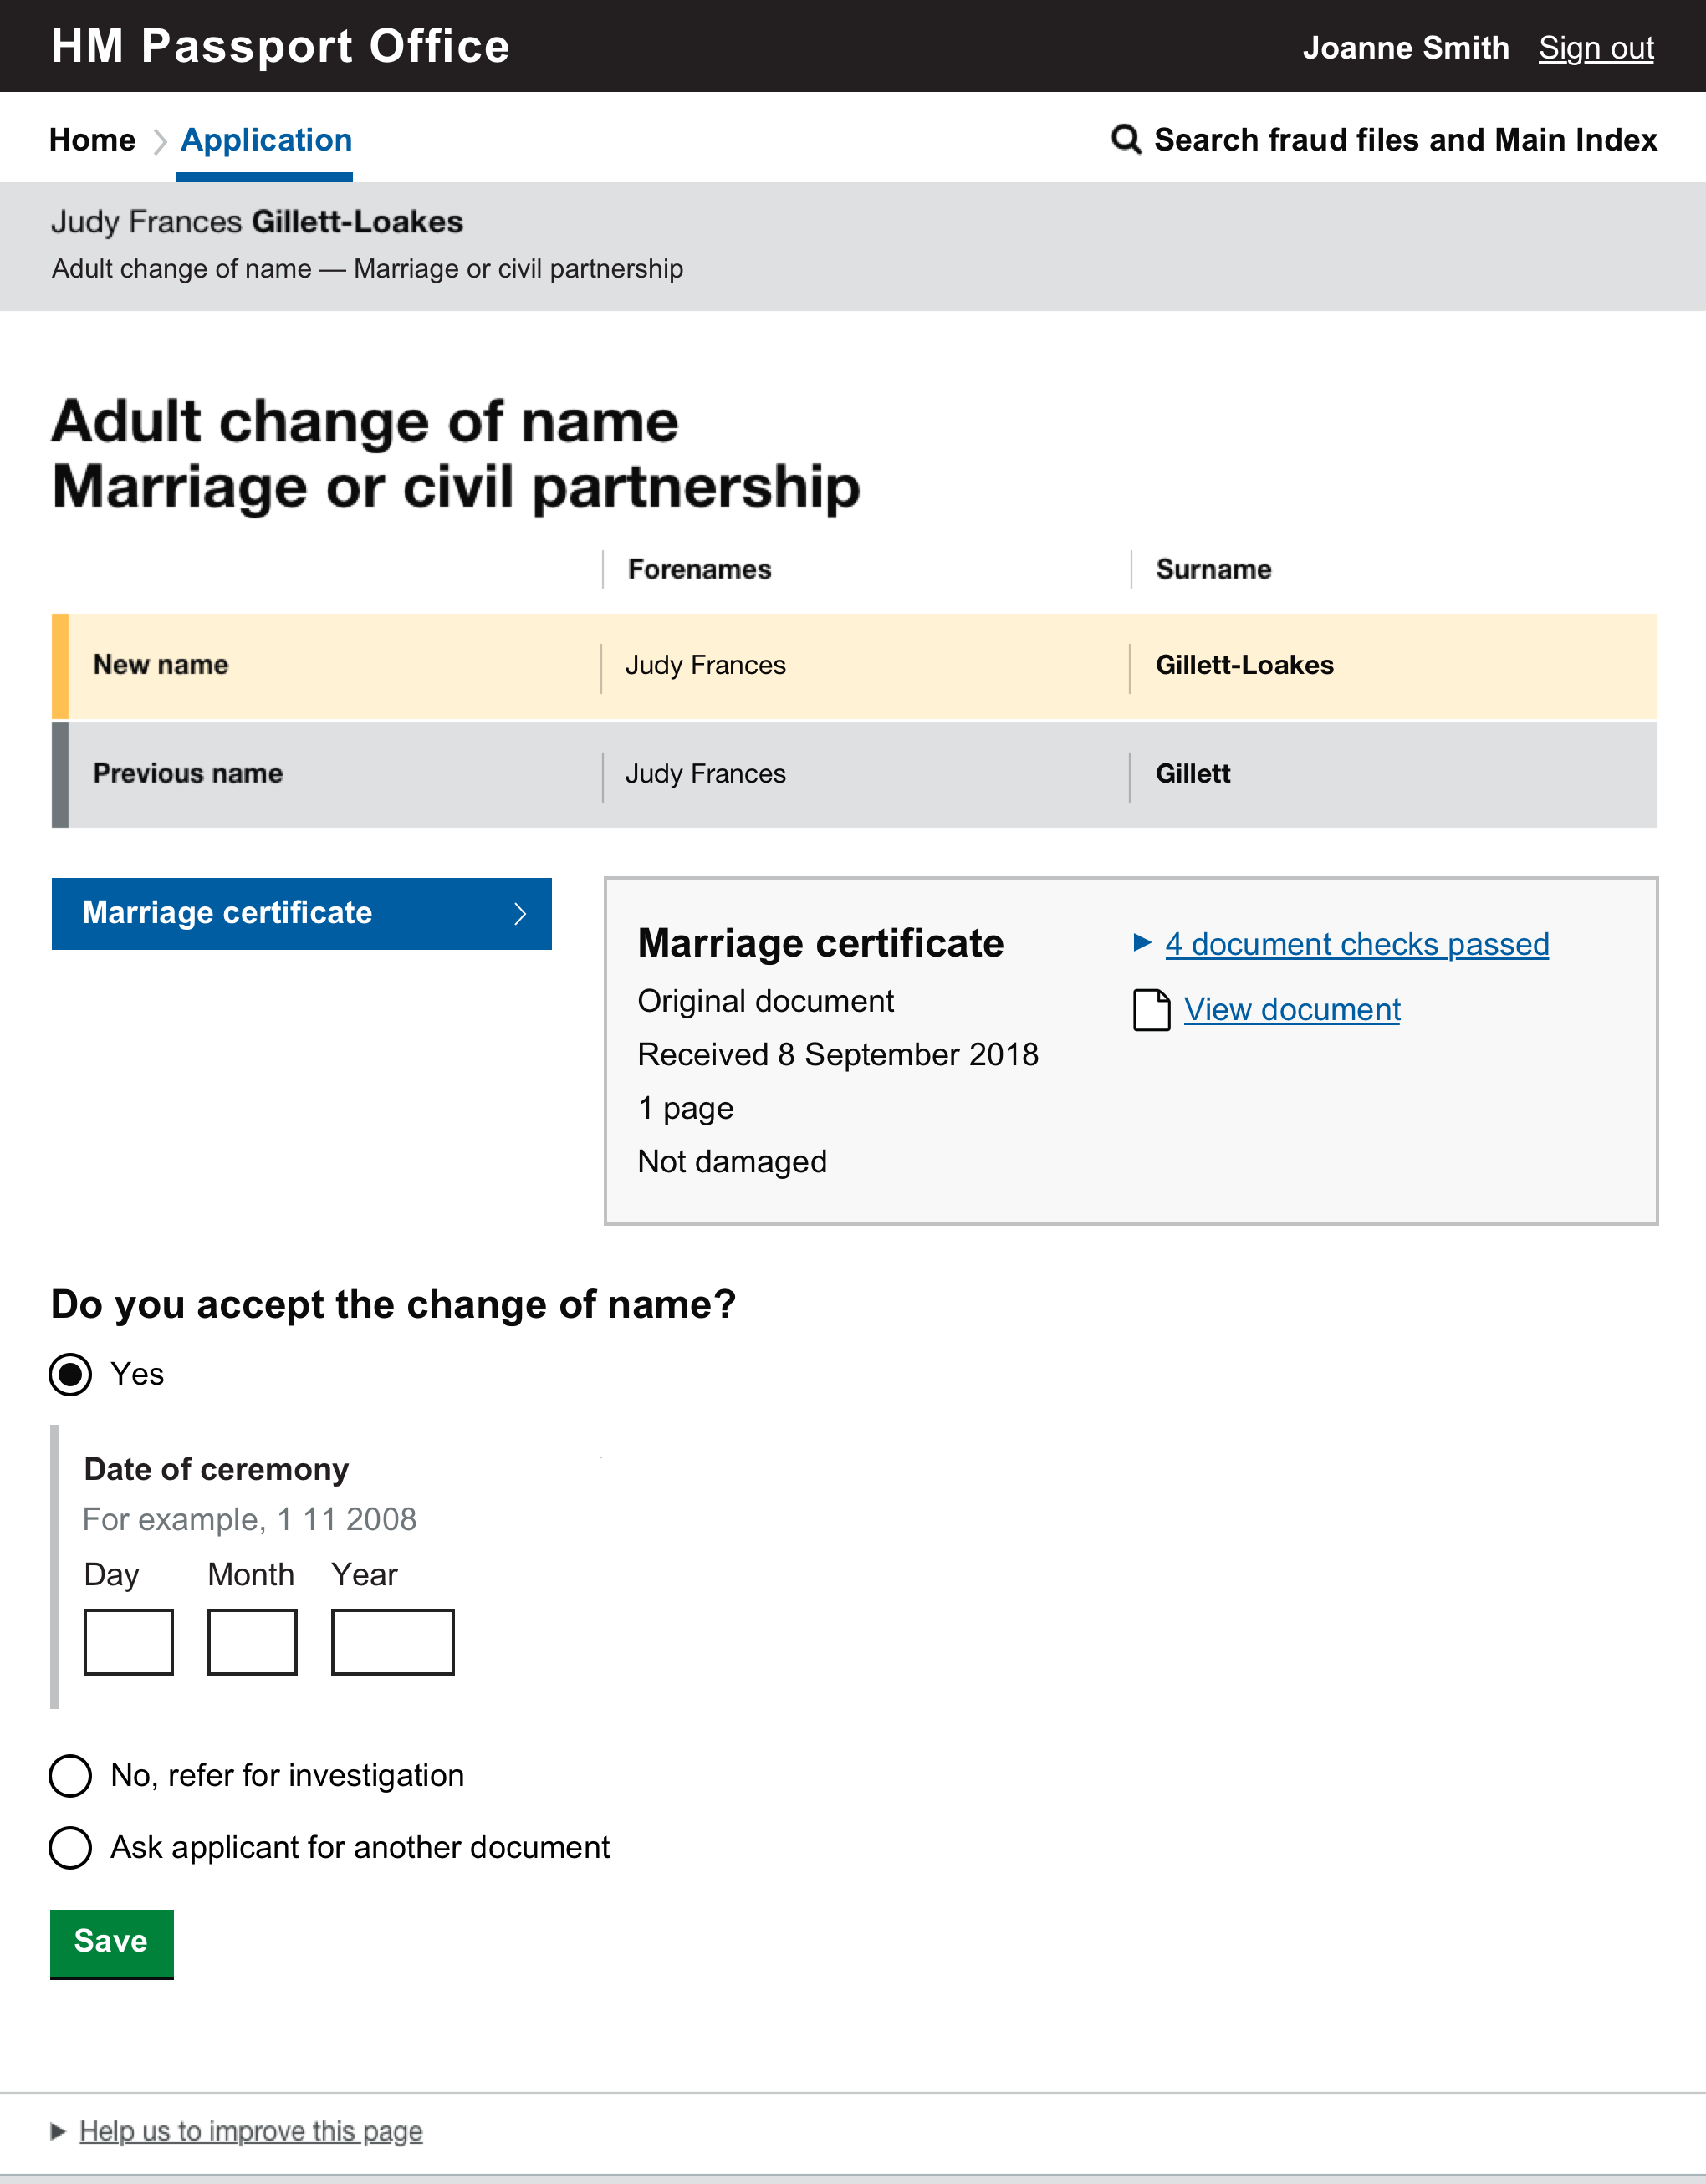 HM Passport Office
Joanne Smith Sign out
Home Application
Search fraud files and Main Index
Judy Frances Gillett-Loakes
Adult change of name — Marriage or civil partnership
Adult change of name
Marriage or civil partnership
Forenames Surname
New name Judy Frances Gillett-Loakes
Previous name Judy Frances Gillett
Marriage certificate
Marriage certificate
Original document
Received 8 September 2018
1 page
Not damaged
4 document checks passed
View document
Do you accept the change of name?
Yes
Date of ceremony
For example, 1 11 2008
Day Month Year
No, refer for investigation
Ask applicant for another document
Save
Help us to improve this page